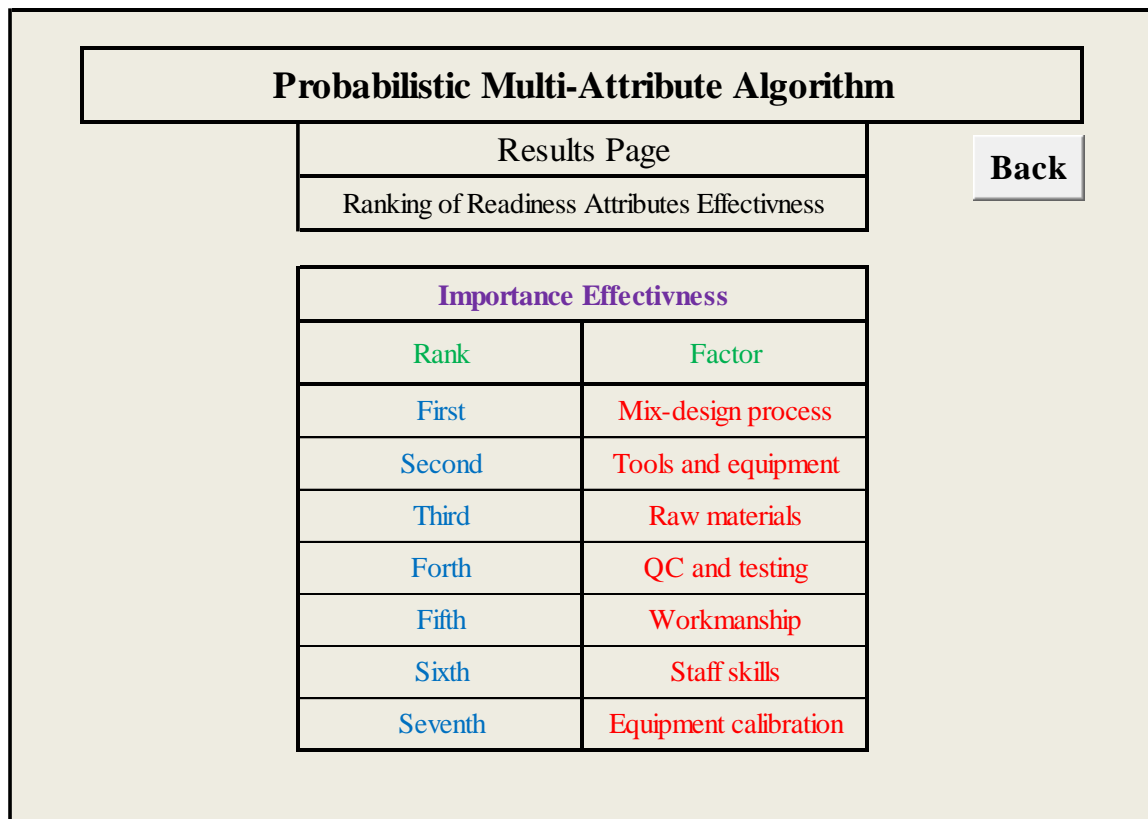 Probabilistic Multi-Attribute Algorithm
Results Page
Back
Ranking of Readiness Attributes Effectivness
Importance Effectivness
Rank Factor
First Mix-design process
Second Tools and equipment
Third Raw materials
Forth QC and testing
Fifth Workmanship
Sixth Staff skills
Seventh Equipment calibration